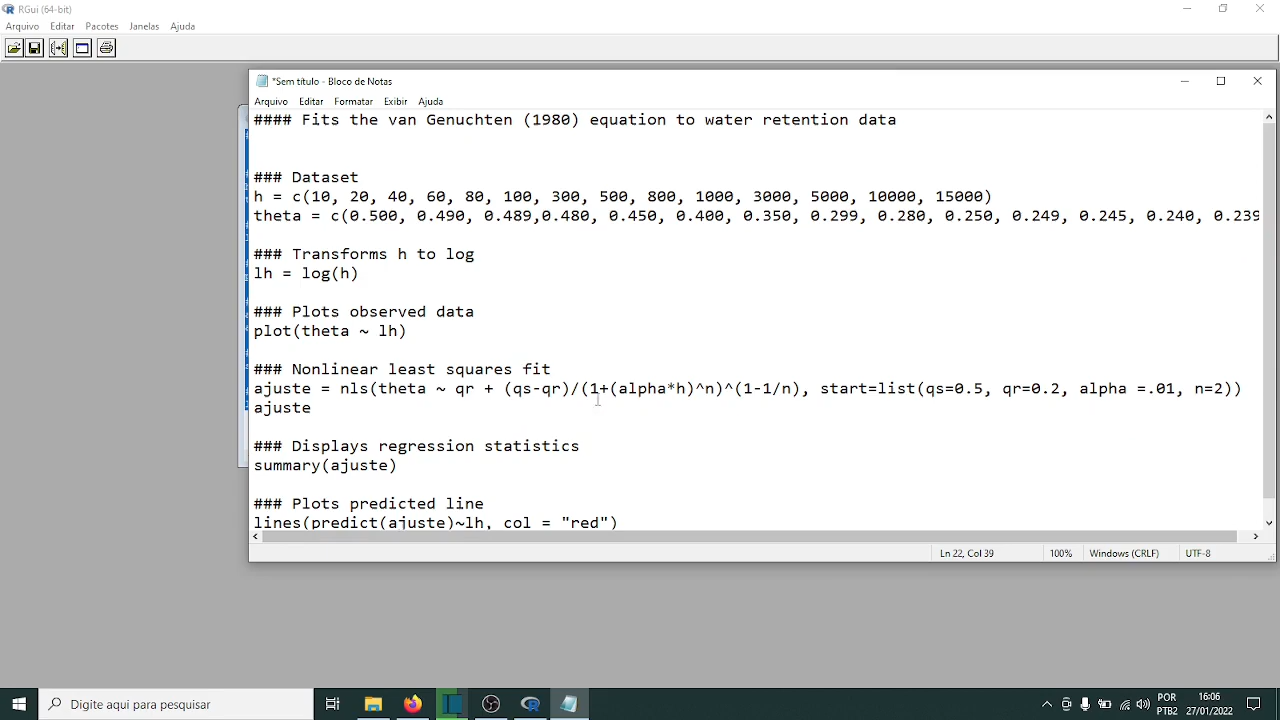 RGui (64-bit)
Arquivo Editar Pacotes Janelas Ajuda
*Sem título - Bloco de Notas
Arquivo Editar Formatar Exibir Ajuda
#### Fits the van Genuchten (1980) equation to water retention data
### Dataset
h = c(10, 20, 40, 60, 80, 100, 300, 500, 800, 1000, 3000, 5000, 10000, 15000)
theta = c(0.500, 0.490, 0.489,0.480, 0.450, 0.400, 0.350, 0.299, 0.280, 0.250, 0.249, 0.245, 0.240, 0.239
### Transforms h to log
lh = log(h)
### Plots observed data
plot(theta ~ lh)
### Nonlinear least squares fit
ajuste = nls(theta ~ qr + (qs-qr)/(1+(alpha*h)^n)^(1-1/n), start=list(qs=0.5, qr=0.2, alpha =.01, n=2))
ajuste
### Displays regression statistics
summary(ajuste)
### Plots predicted line
lines(predict(ajuste)~lh, col = "red")
Ln 22, Col 39 100% Windows (CRLF) UTF-8
Digite aqui para pesquisar
POR
PTB2
16:06
27/01/2022